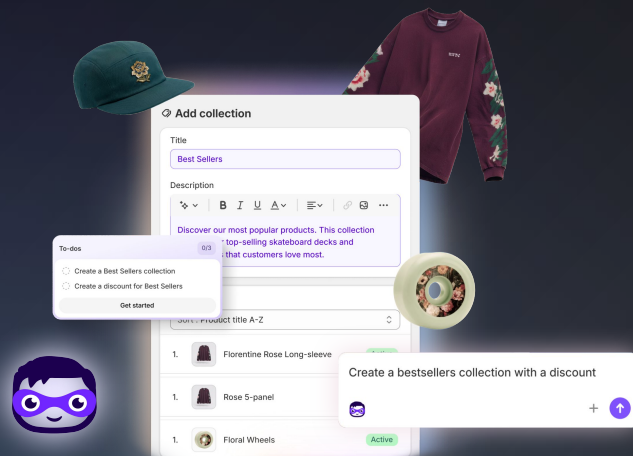 Add collection
Title
Best Sellers
Description
B I U A
Discover our most popular products. This collection
top-selling skateboard decks and
that customers love most.
To-dos 0/3
Create a Best Sellers collection
Create a discount for Best Sellers
Get started
Sort : Product title A-Z
1. Florentine Rose Long-sleeve Active
1. Rose 5-panel
1. Floral Wheels Active
Create a bestsellers collection with a discount